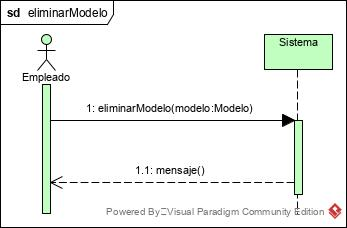 sd eliminarModelo
Sistema
Empleado
1: eliminarModelo(modelo:Modelo)
1.1: mensaje()
Powered By Visual Paradigm Community Edition